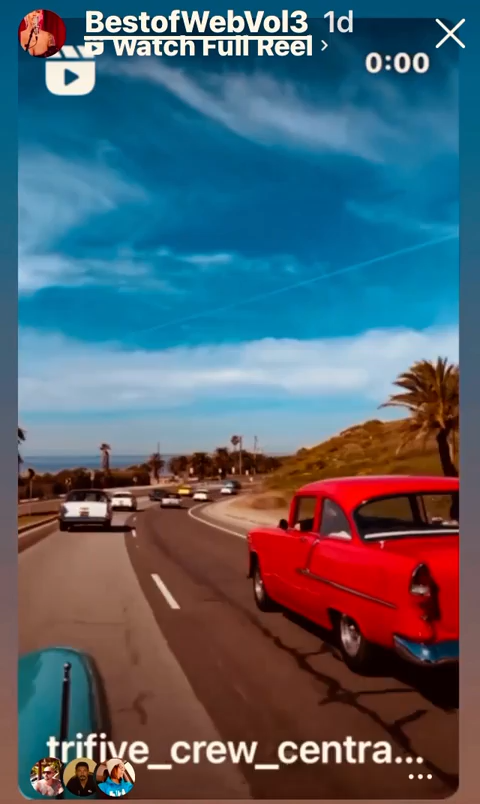 BestofWebVol3 1d
Watch Full Reel ›
0:00
trifive_crew_centra...